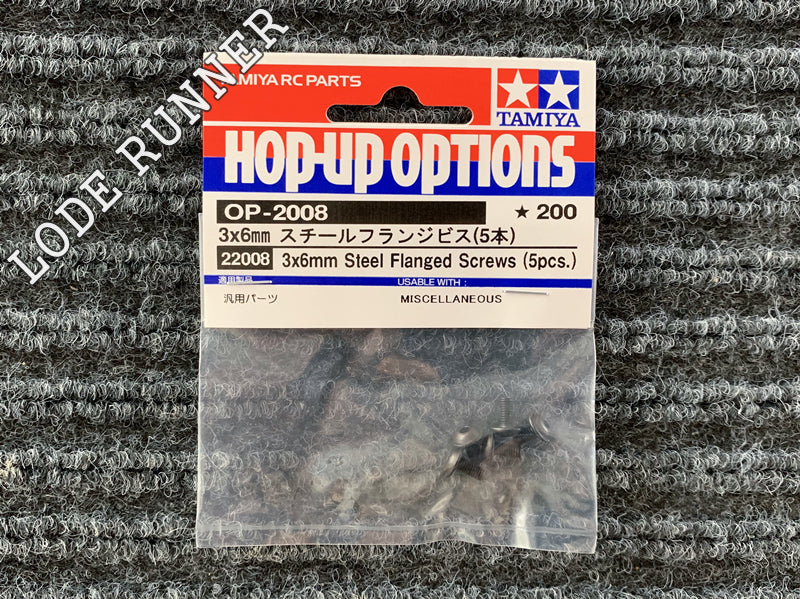 LODE RUNNER
TAMIYA RC PARTS
TAMIYA
HOP-UP OPTIONS
OP-2008 ★ 200
3x6mm スチールフランジビス(5本)
22008 3x6mm Steel Flanged Screws (5pcs.)
適用製品 USABLE WITH :
汎用パーツ MISCELLANEOUS